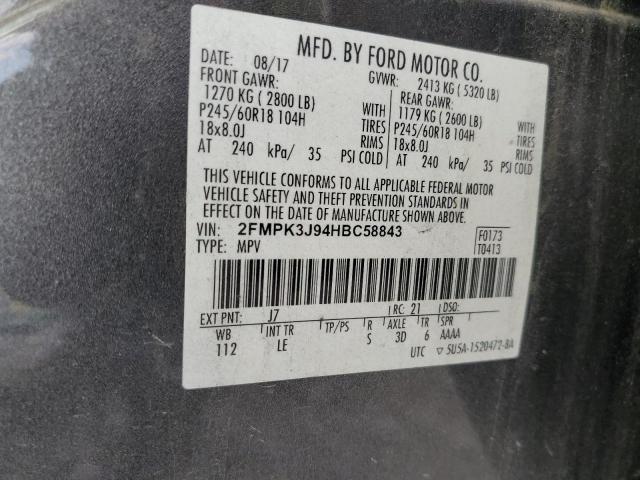 MFD. BY FORD MOTOR CO.
DATE: 08/17 GVWR: 2413 KG ( 5320 LB)
FRONT GAWR: REAR GAWR:
1270 KG ( 2800 LB) WITH 1179 KG ( 2600 LB) WITH
P245/60R18 104H TIRES P245/60R18 104H TIRES
18x8.0J RIMS 18x8.0J RIMS
AT 240 kPa/ 35 PSI COLD AT 240 kPa/ 35 PSI COLD
THIS VEHICLE CONFORMS TO ALL APPLICABLE FEDERAL MOTOR
VEHICLE SAFETY AND THEFT PREVENTION STANDARDS IN
EFFECT ON THE DATE OF MANUFACTURE SHOWN ABOVE.
VIN: 2FMPK3J94HBC58843 F0173
TYPE: MPV T0413
EXT PNT: J7 RC: 21 DSO:
WB INT TR TP/PS R AXLE TR SPR
112 LE S 3D 6 AAAA
UTC ▽ 5U5A-1520472-BA